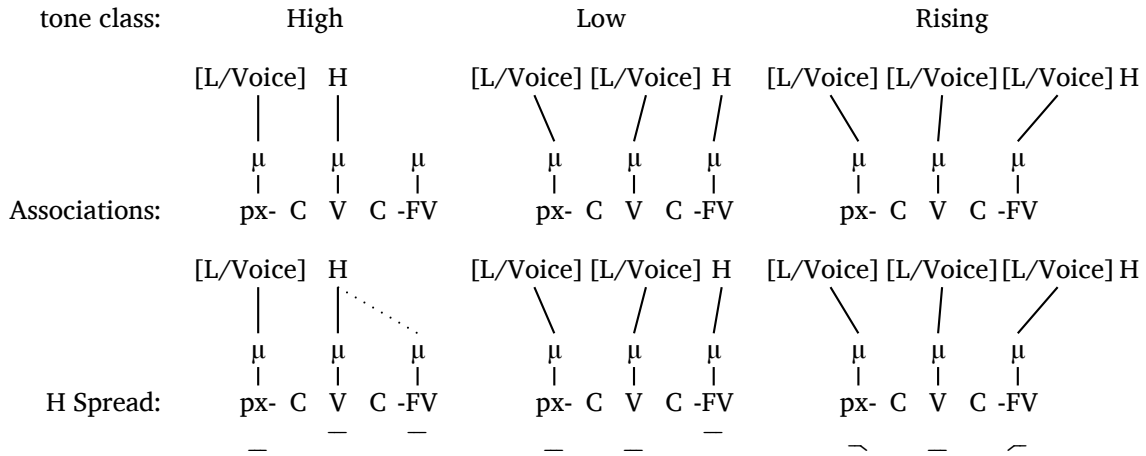 tone class: High Low Rising
[L/Voice] H [L/Voice] [L/Voice] H [L/Voice] [L/Voice] [L/Voice] H
μ μ μ μ μ μ μ μ μ
Associations: px- C V C -FV px- C V C -FV px- C V C -FV
[L/Voice] H [L/Voice] [L/Voice] H [L/Voice] [L/Voice] [L/Voice] H
μ μ μ μ μ μ μ μ μ
H Spread: px- C V C -FV px- C V C -FV px- C V C -FV